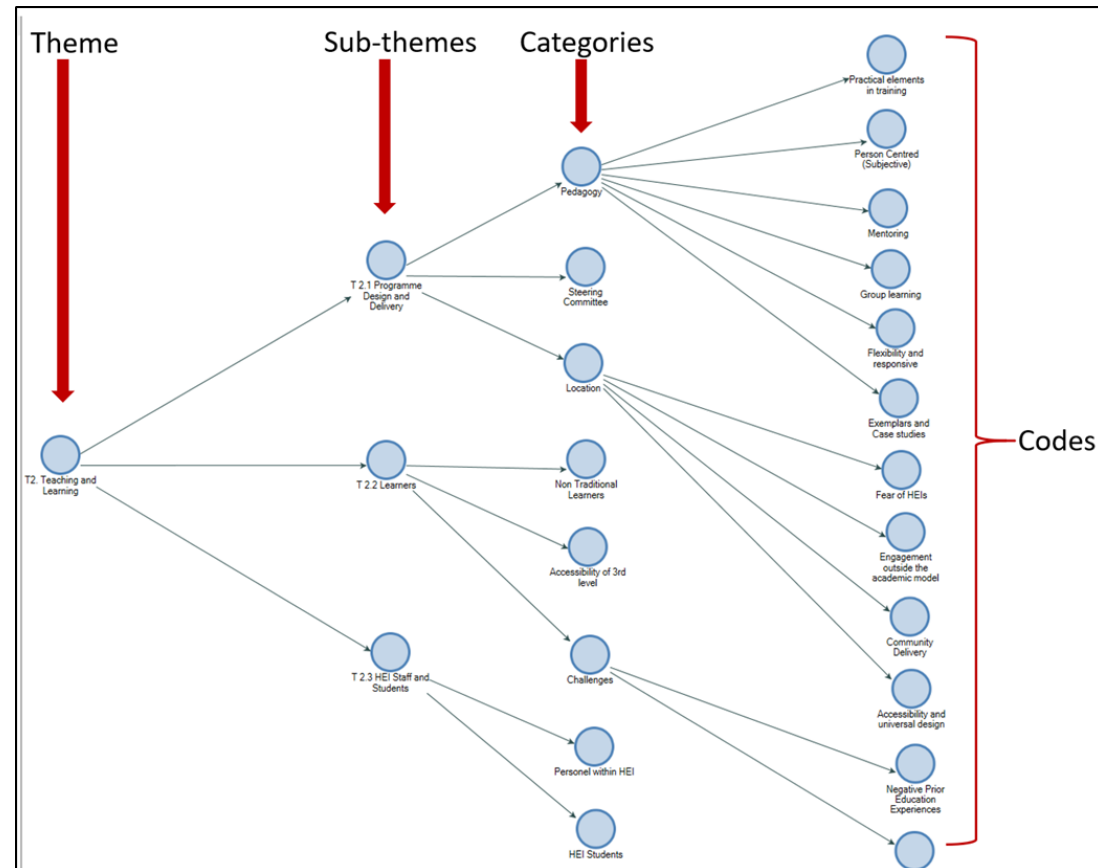 Theme
Sub-themes
Categories
Practical elements
in training
Person Centred
(Subjective)
Pedagogy
Mentoring
T 2.1 Programme
Design and
Delivery
Steering
Committee
Group learning
Flexibility and
responsive
Location
Exemplars and
Case studies
Codes
T2. Teaching and
Learning
T 2.2 Learners
Non Traditional
Learners
Fear of HEIs
Accessibility of 3rd
level
Engagement
outside the
academic model
Community
Delivery
T 2.3 HEI Staff and
Students
Challenges
Accessibility and
universal design
Personel within HEI
Negative Prior
Education
Experiences
HEI Students